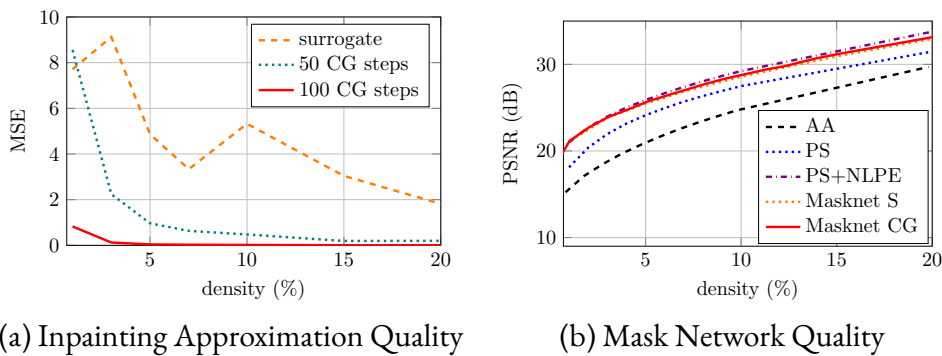 10
8
6
4
2
0
MSE
surrogate
50 CG steps
100 CG steps
5
10
15
20
density (%)
(a) Inpainting Approximation Quality
30
20
10
PSNR (dB)
AA
PS
PS+NLPE
Masknet S
Masknet CG
5
10
15
20
density (%)
(b) Mask Network Quality